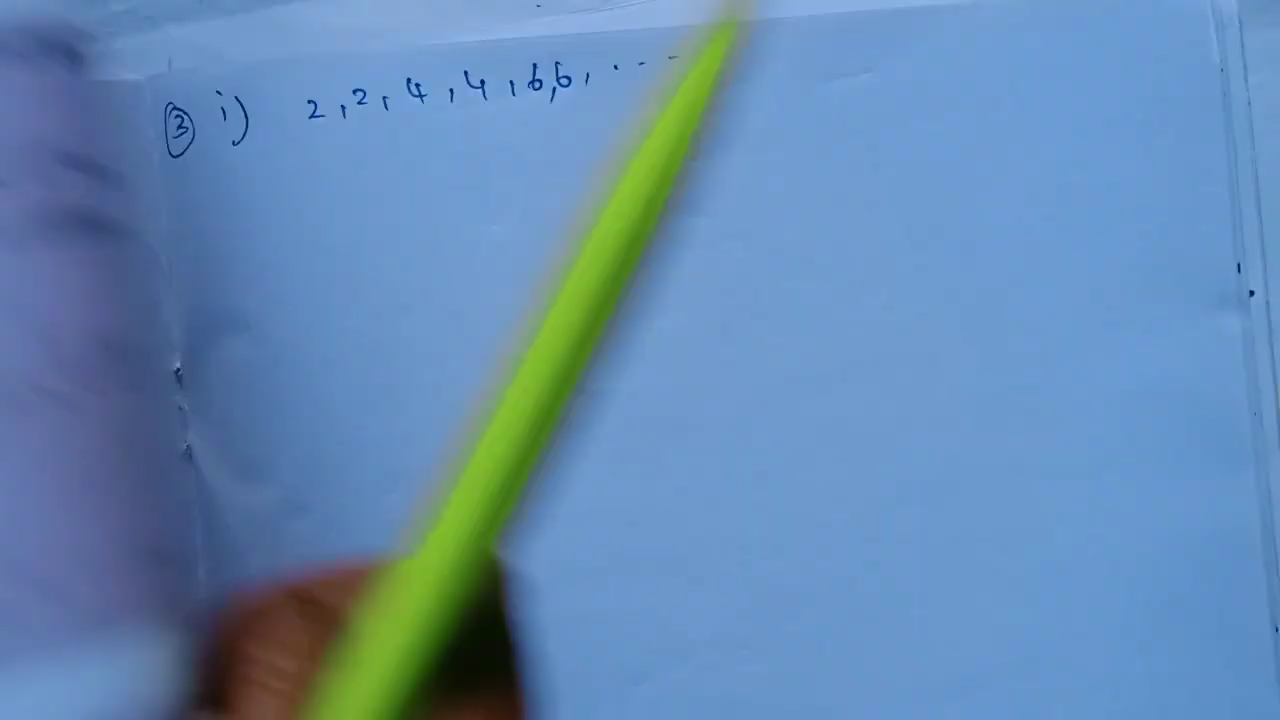 ③ i) 2, 2, 4, 4, 6, 6, ...